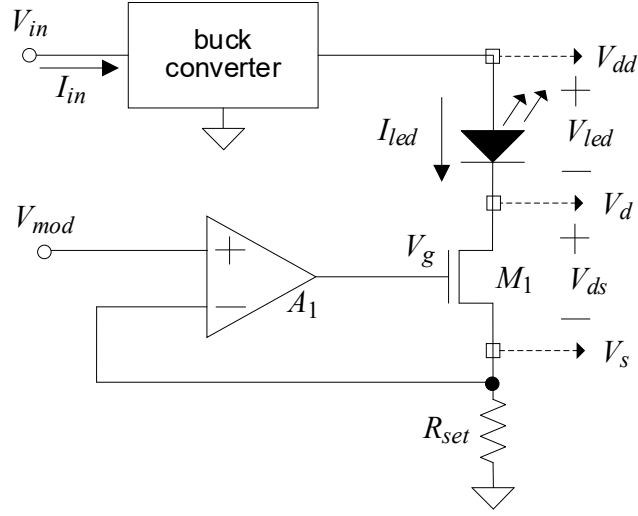 V_in
buck
converter
V_dd
I_in
I_led
+
V_led
−
V_mod
V_d
+
V_g
+
−
A_1
M_1
V_ds
−
V_s
R_set